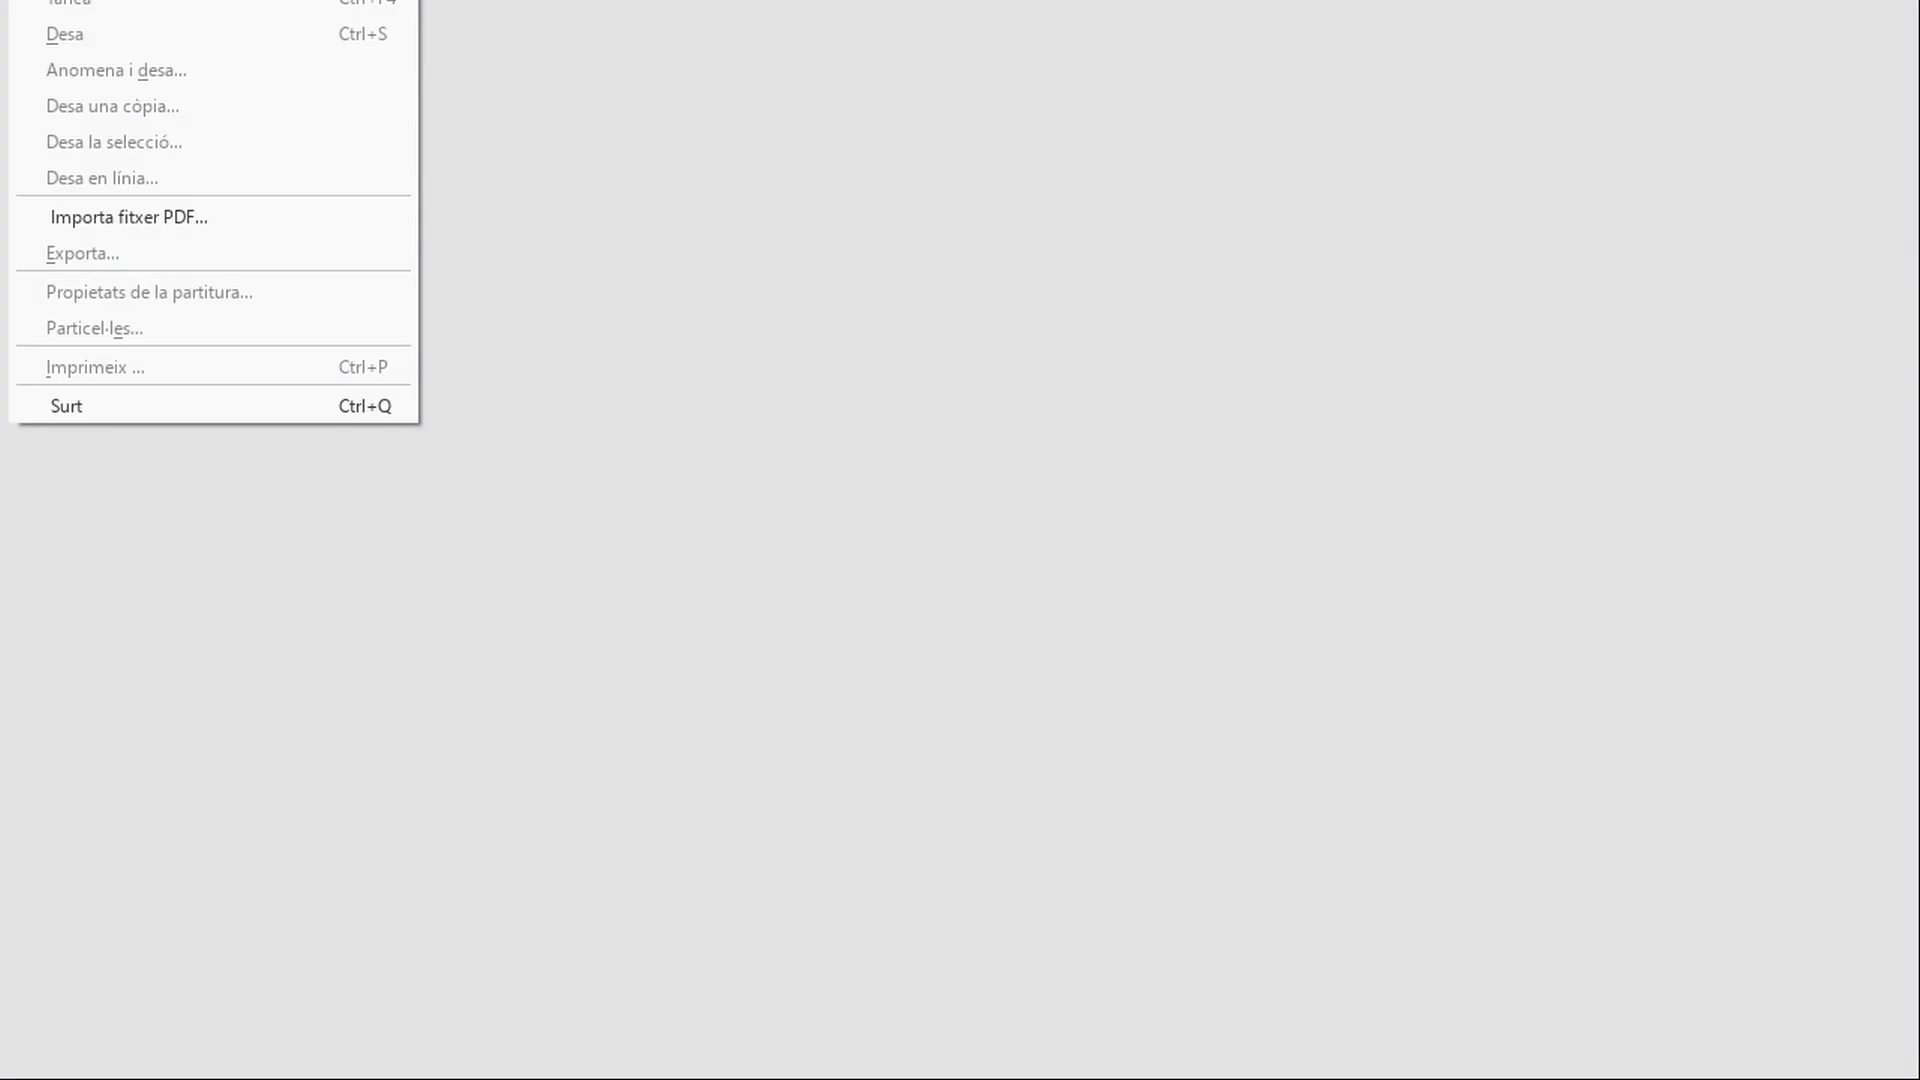 Desa Ctrl+S
Anomena i desa...
Desa una còpia...
Desa la selecció...
Desa en línia...
Importa fitxer PDF...
Exporta...
Propietats de la partitura...
Particel·les...
Imprimeix ... Ctrl+P
Surt Ctrl+Q